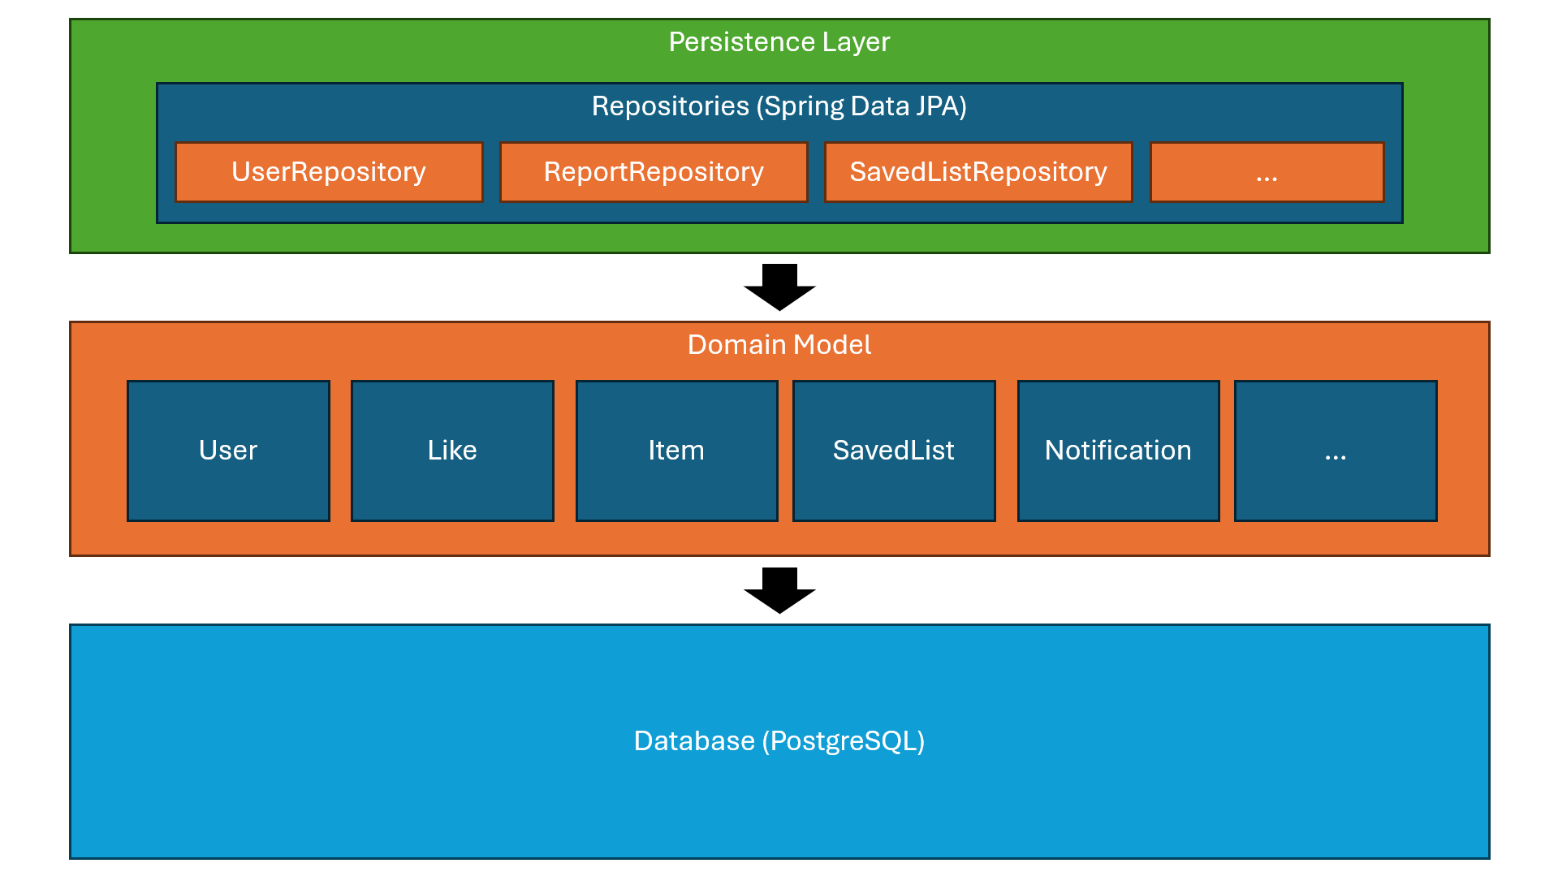 Persistence Layer
Repositories (Spring Data JPA)
UserRepository
ReportRepository
SavedListRepository
...
Domain Model
User
Like
Item
SavedList
Notification
...
Database (PostgreSQL)